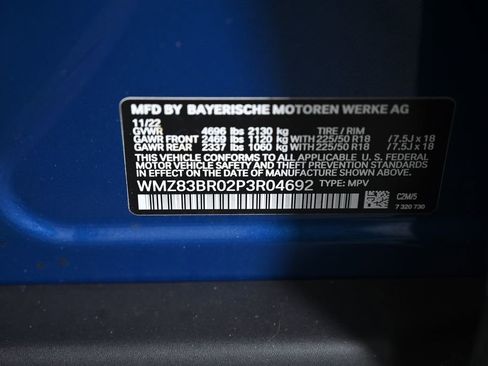 MFD BY BAYERISCHE MOTOREN WERKE AG
11/22
GVWR 4696 lbs 2130 kg TIRE / RIM
GAWR FRONT 2469 lbs 1120 kg 225/50 R18 / 7.5J x 18
GAWR REAR 2337 lbs 1060 kg 225/50 R18 / 7.5J x 18
THIS VEHICLE CONFORMS TO ALL APPLICABLE U.S. FEDERAL
MOTOR VEHICLE SAFETY AND THEFT PREVENTION STANDARDS
IN EFFECT ON THE DATE OF MANUFACTURE SHOWN ABOVE.
WMZ83BR02P3R04692 TYPE: MPV
C2M/5
7 320 730